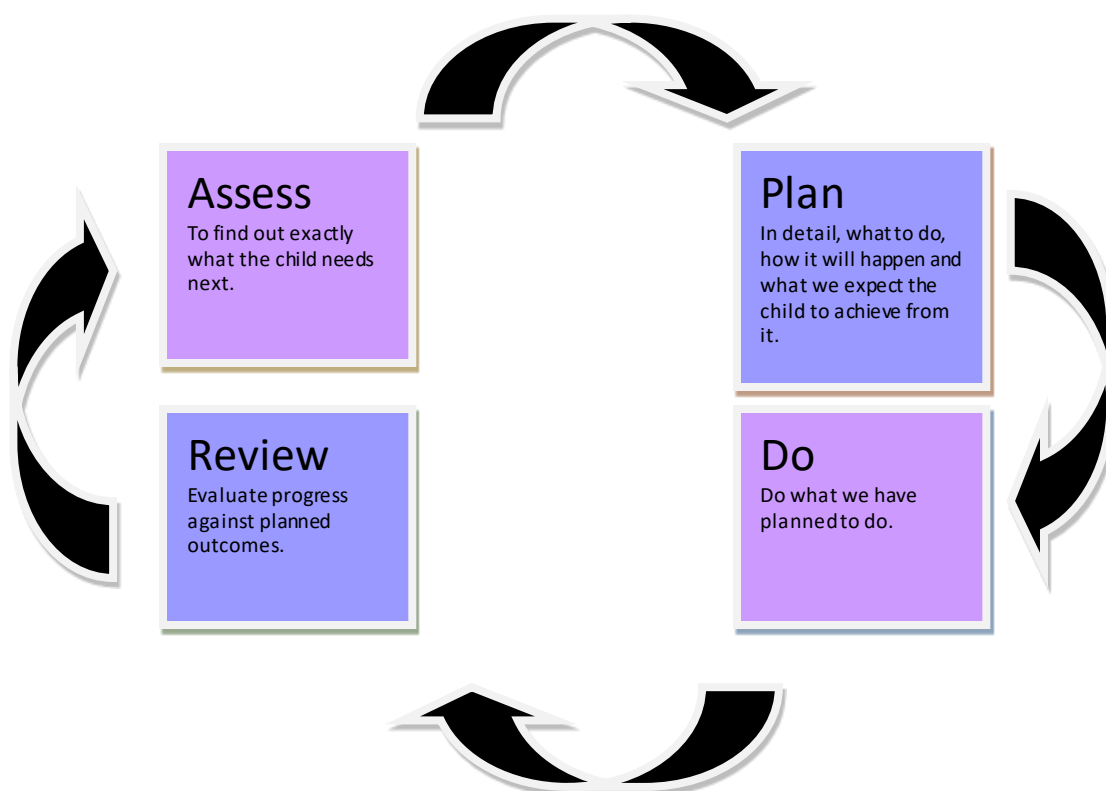 Assess
To find out exactly
what the child needs
next.
Plan
In detail, what to do,
how it will happen and
what we expect the
child to achieve from
it.
Do
Do what we have
planned to do.
Review
Evaluate progress
against planned
outcomes.